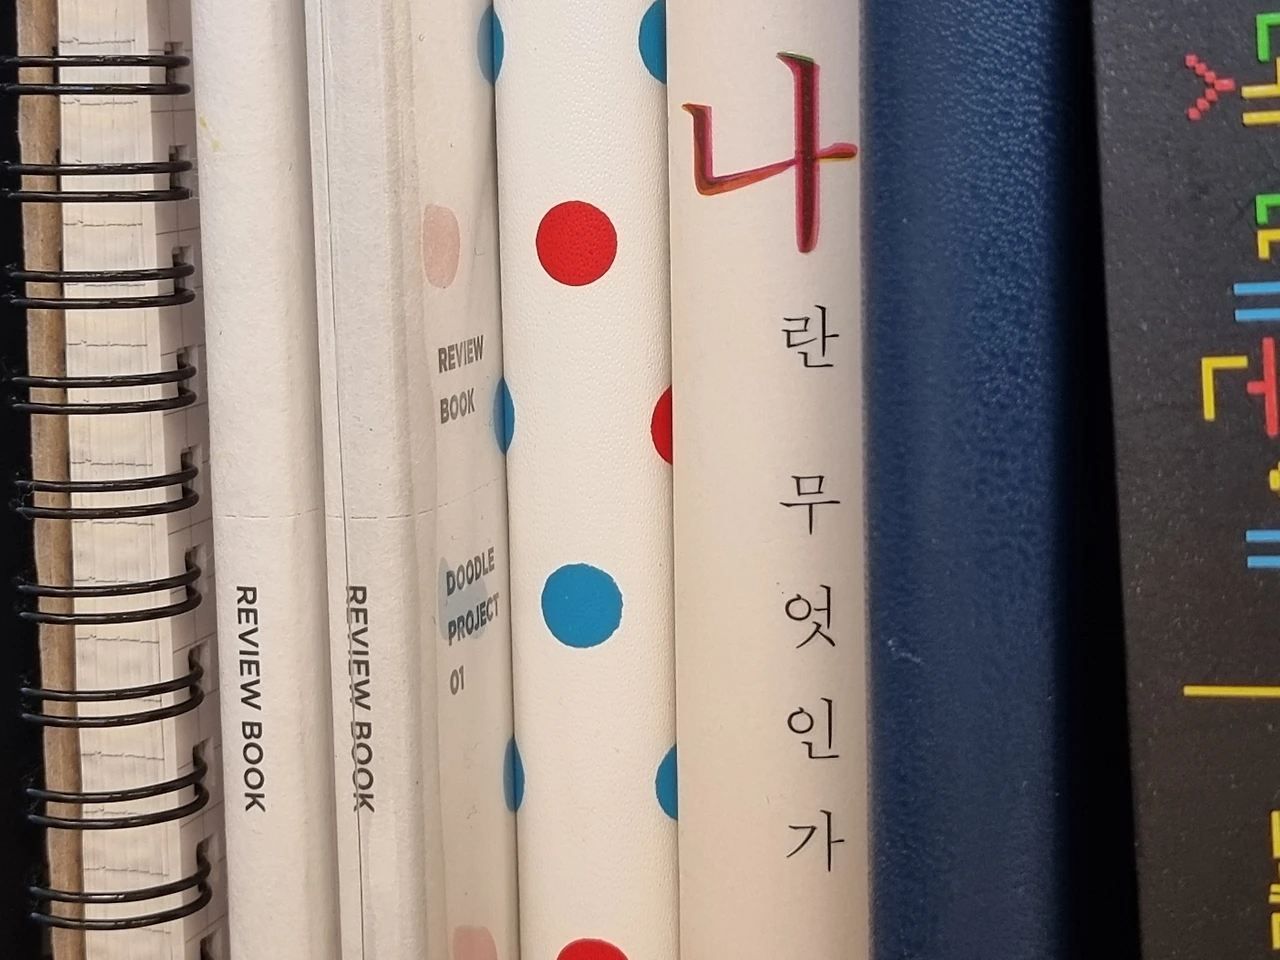 REVIEW BOOK
REVIEW BOOK
REVIEW
BOOK
DOODLE
PROJECT
01
나
란
무
엇
인
가